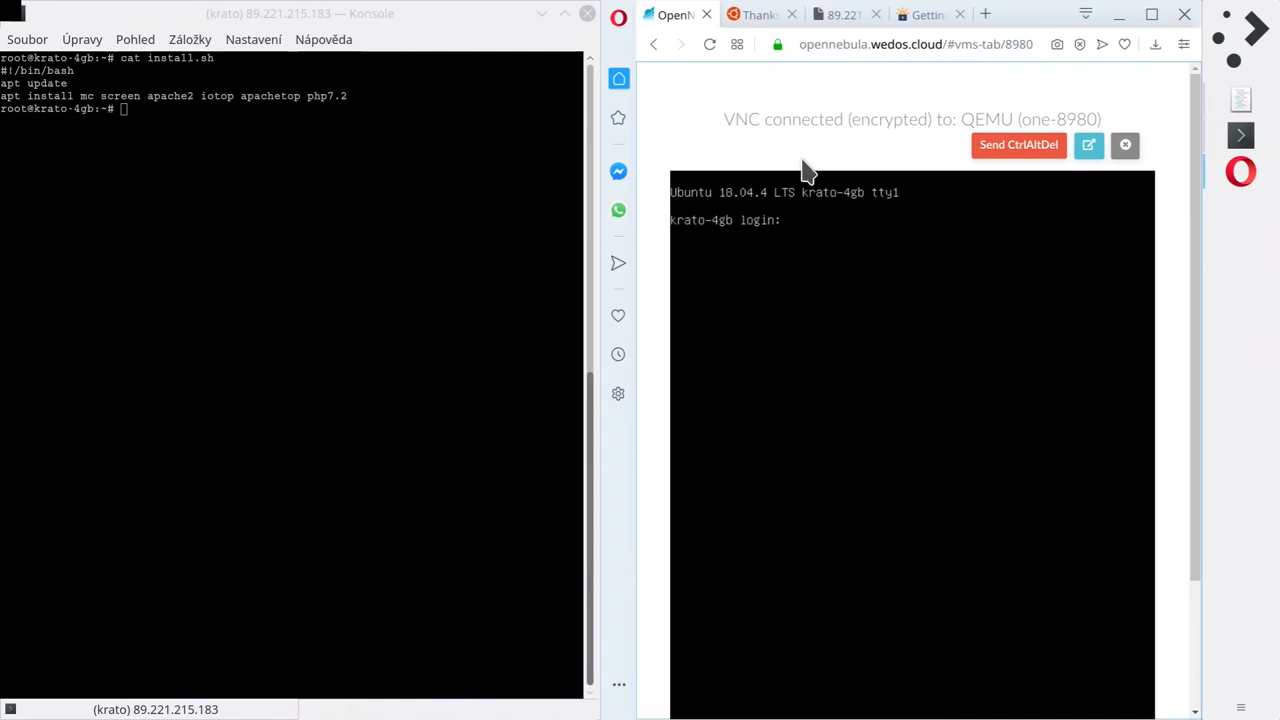 (krato) 89.221.215.183 — Konsole
Soubor Úpravy Pohled Záložky Nastavení Nápověda
root@krato-4gb:~# cat install.sh
#!/bin/bash
apt update
apt install mc screen apache2 iotop apachetop php7.2
root@krato-4gb:~#
(krato) 89.221.215.183
OpenN
Thanks
89.221
Gettin
opennebula.wedos.cloud/#vms-tab/8980
VNC connected (encrypted) to: QEMU (one-8980)
Send CtrlAltDel
Ubuntu 18.04.4 LTS krato-4gb tty1
krato-4gb login: